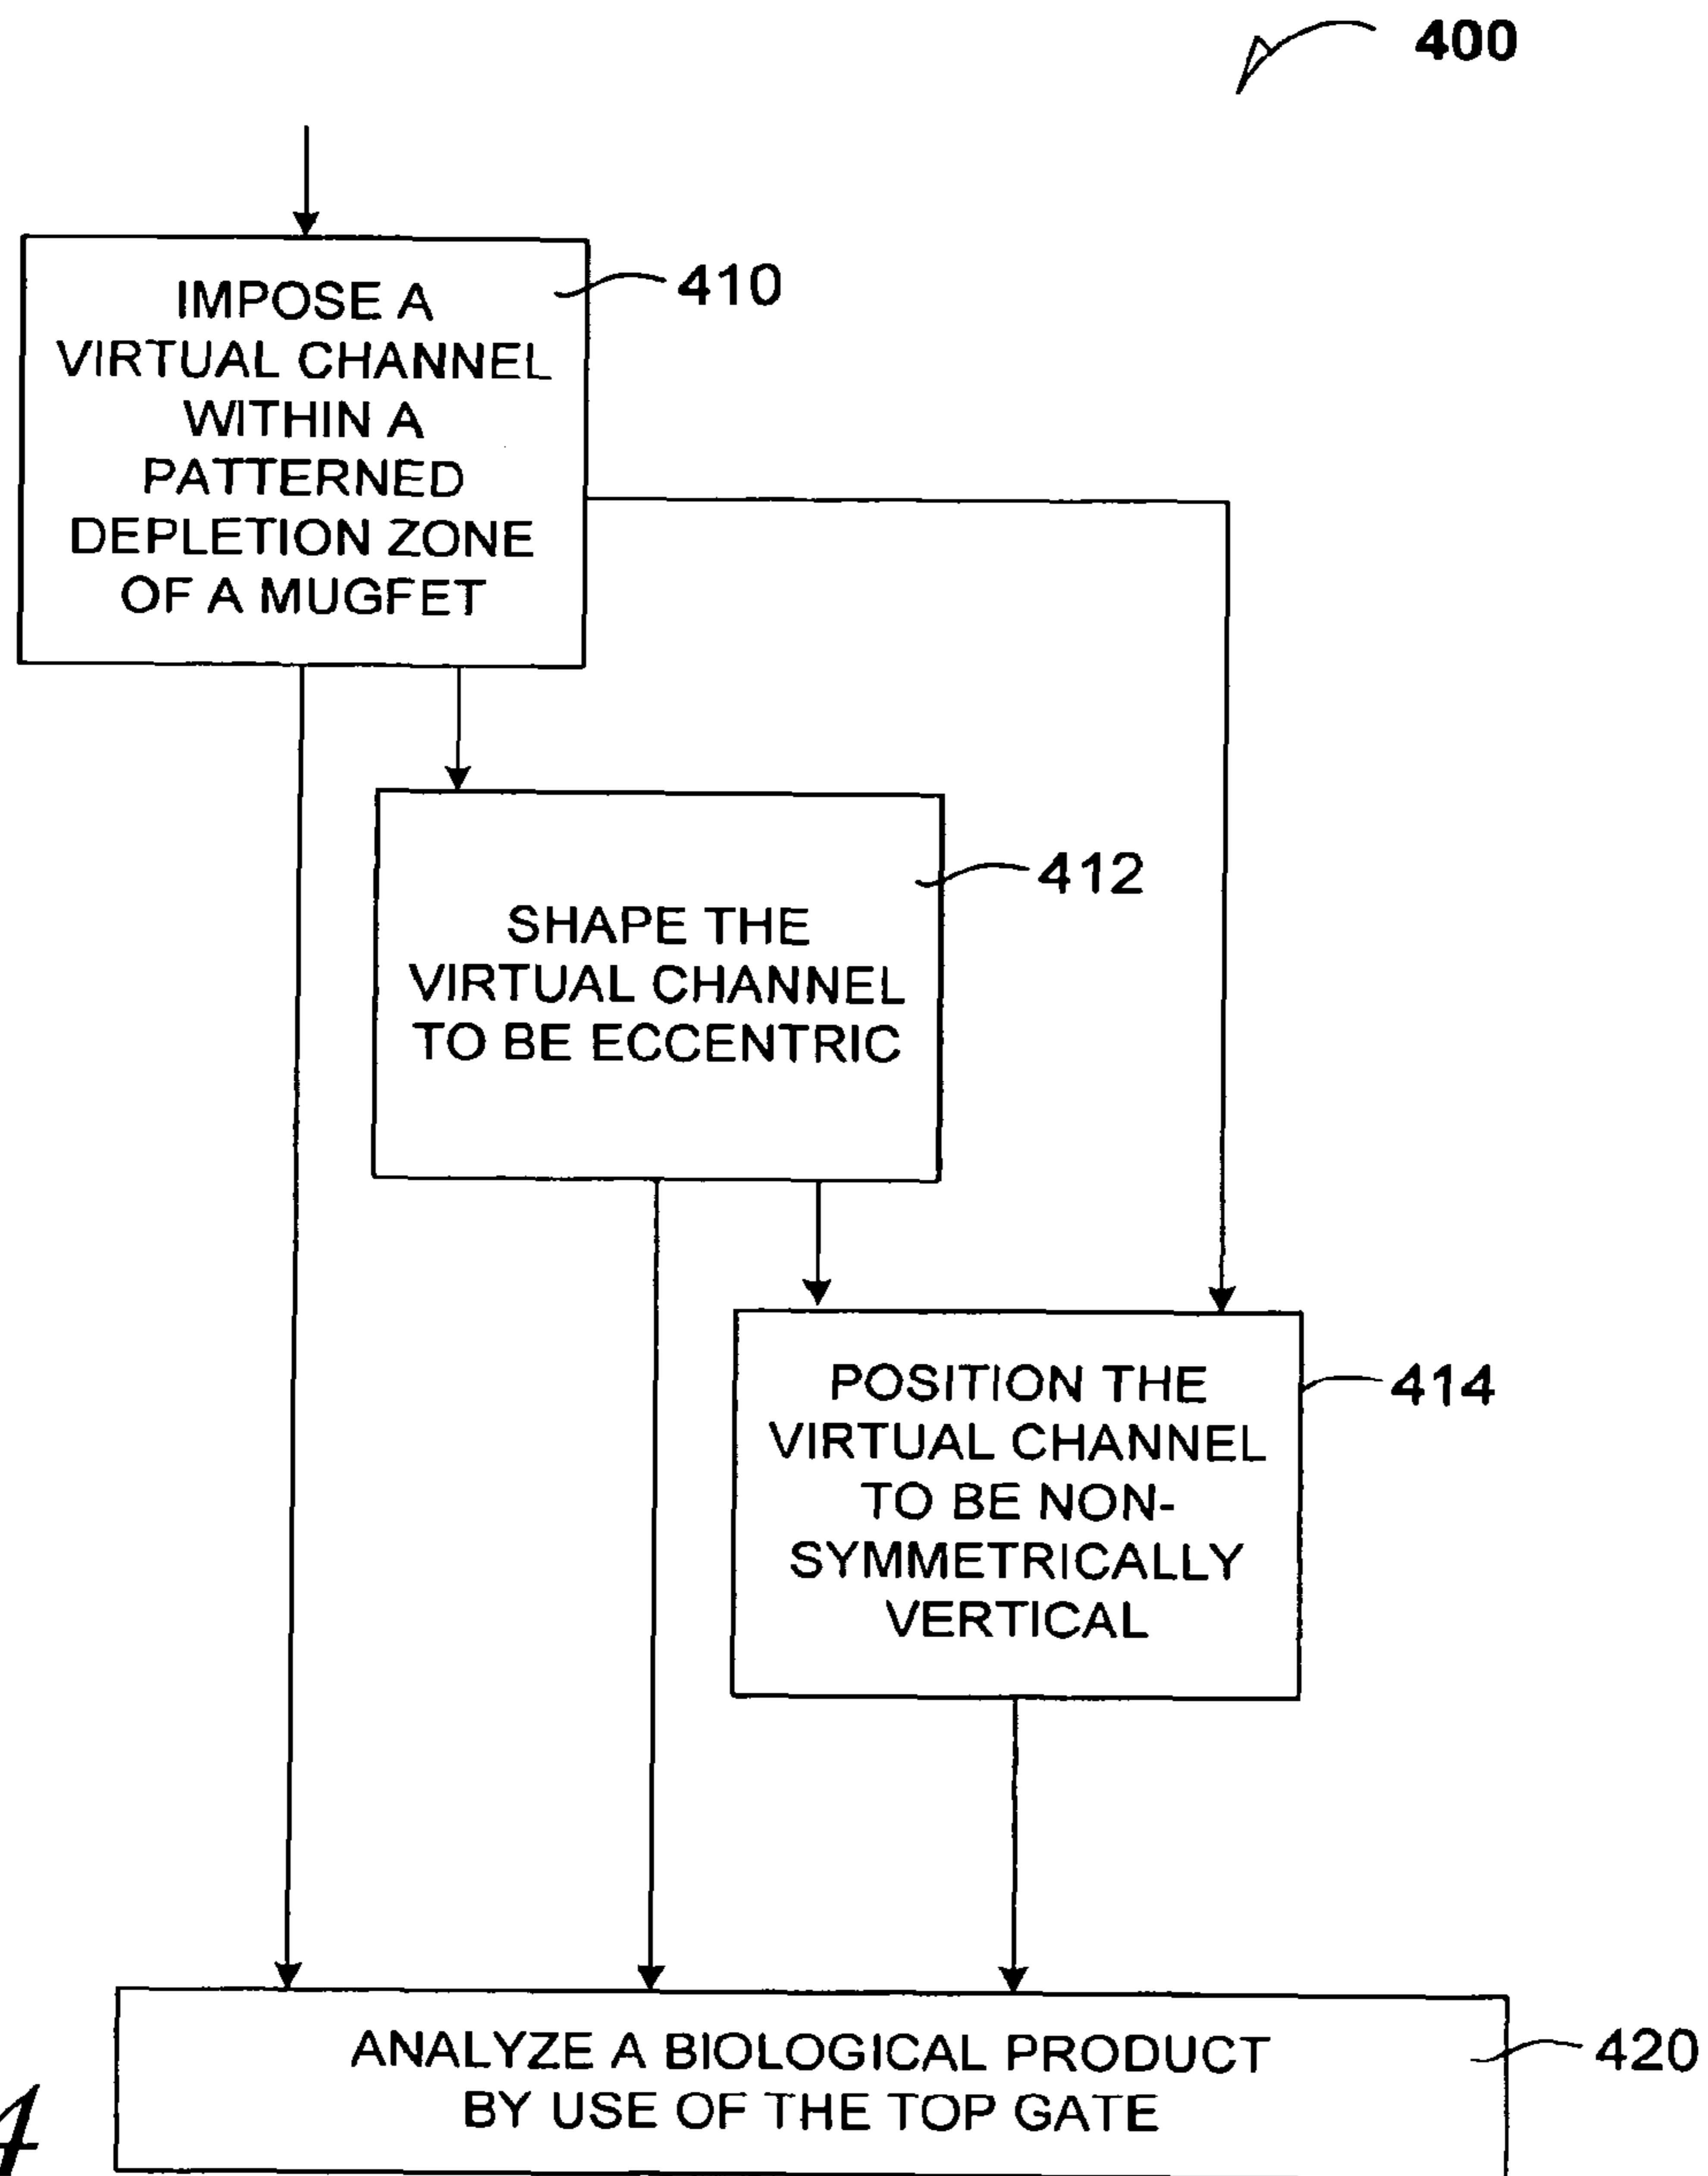 400
410
IMPOSE A
VIRTUAL CHANNEL
WITHIN A
PATTERNED
DEPLETION ZONE
OF A MUGFET
412
SHAPE THE
VIRTUAL CHANNEL
TO BE ECCENTRIC
414
POSITION THE
VIRTUAL CHANNEL
TO BE NON-
SYMMETRICALLY
VERTICAL
420
ANALYZE A BIOLOGICAL PRODUCT
BY USE OF THE TOP GATE
4